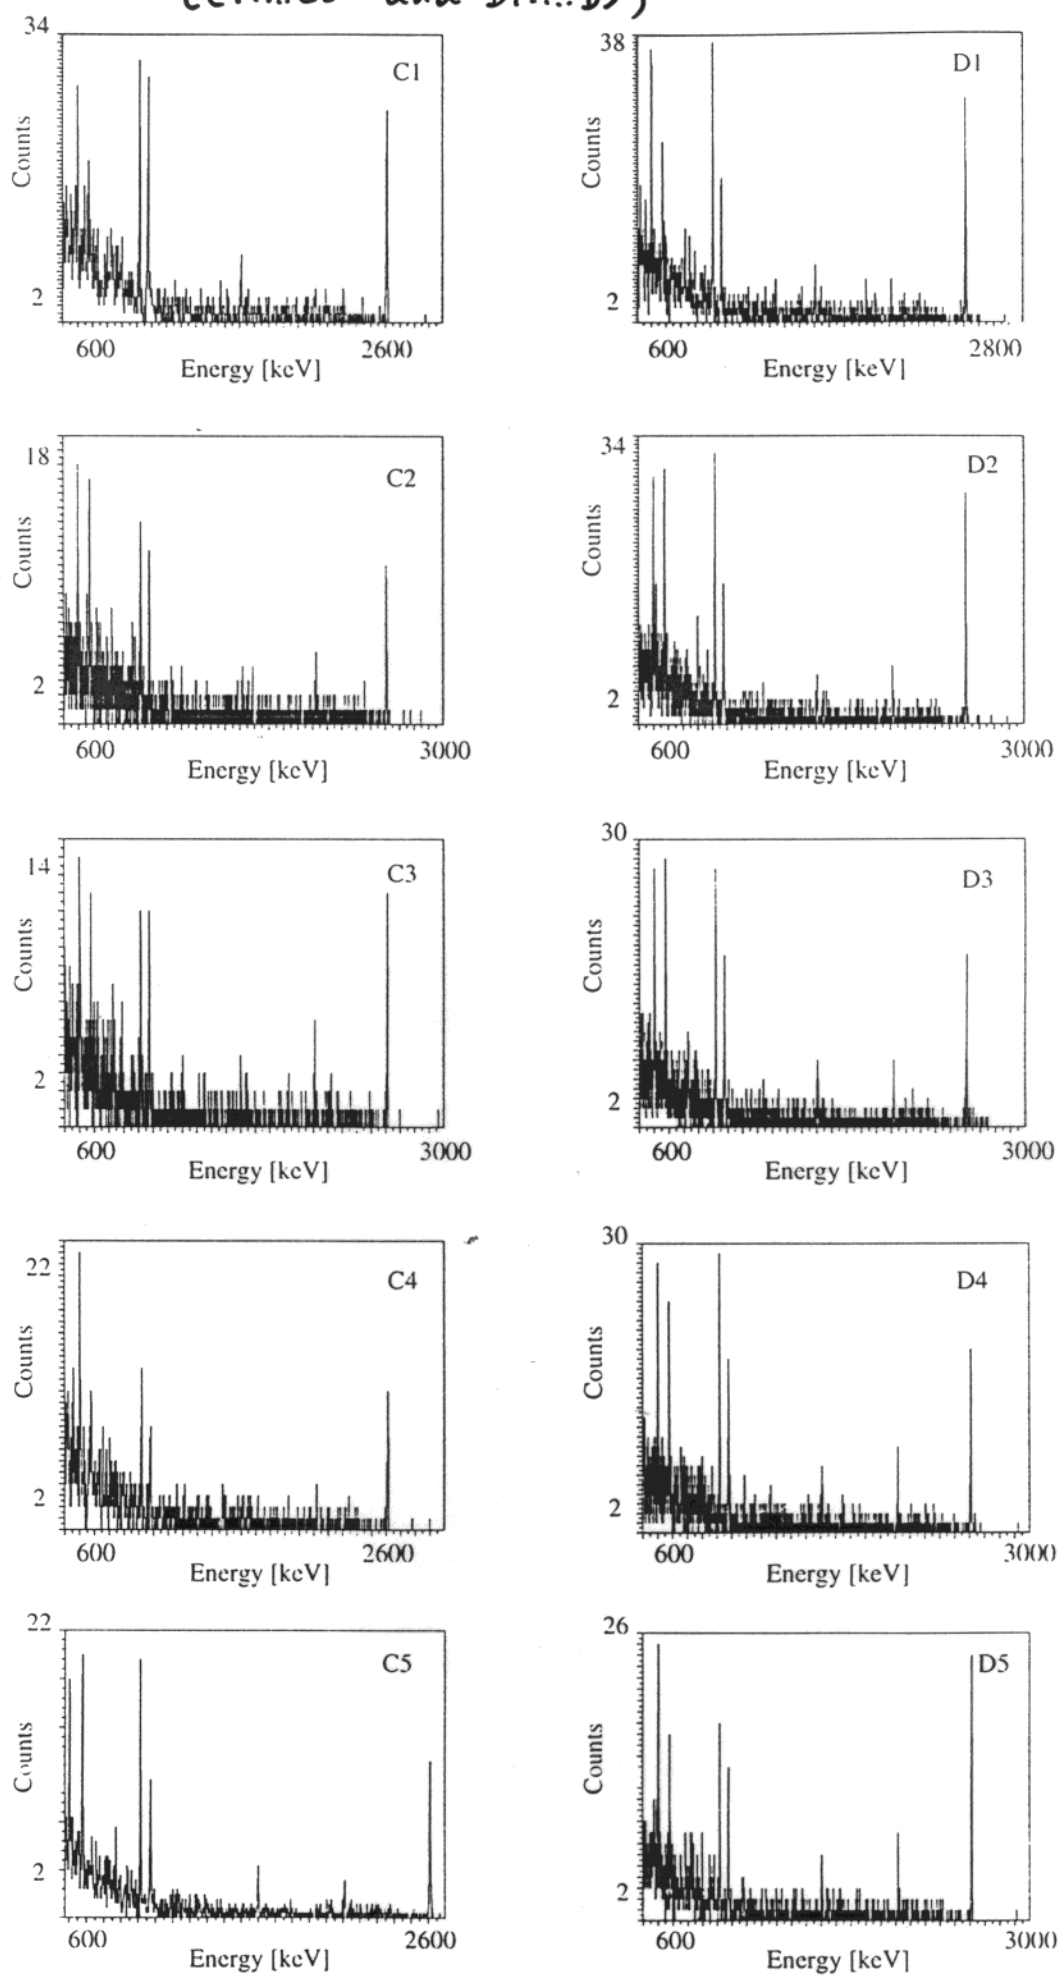 and
34
C1
Counts
2
600
2600
Energy [keV]
38
D1
Counts
2
600
2800
Energy [keV]
18
C2
Counts
2
600
3000
Energy [keV]
34
D2
Counts
2
600
3000
Energy [keV]
14
C3
Counts
2
600
3000
Energy [keV]
30
D3
Counts
2
600
3000
Energy [keV]
22
C4
Counts
2
600
2600
Energy [keV]
30
D4
Counts
2
600
3000
Energy [keV]
22
C5
Counts
2
600
2600
Energy [keV]
26
D5
Counts
2
600
3000
Energy [keV]